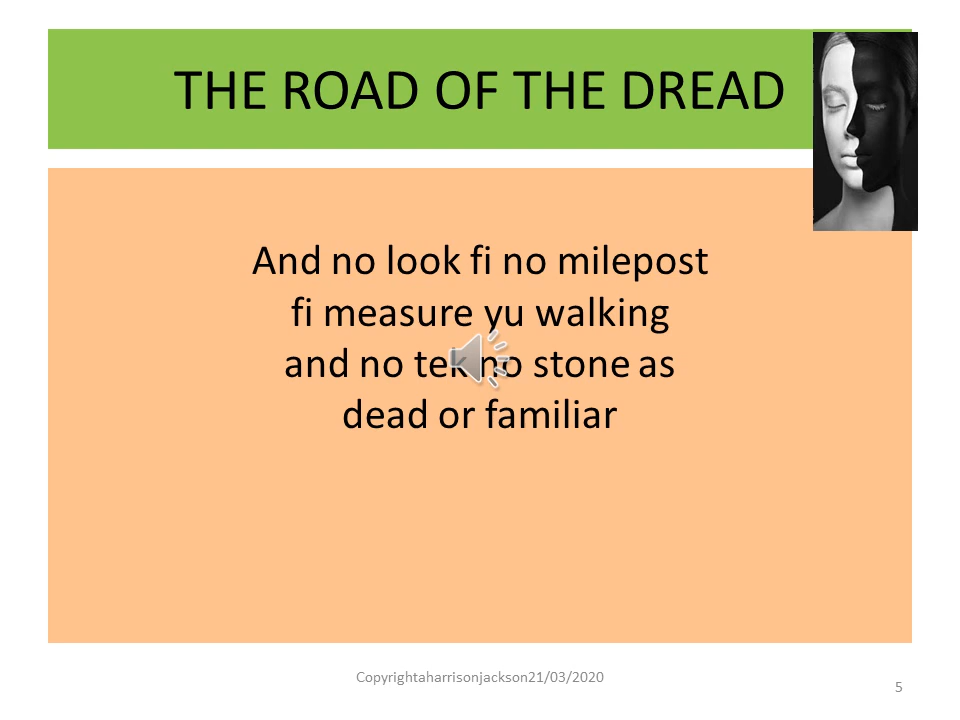 THE ROAD OF THE DREAD
And no look fi no milepost
fi measure yu walking
and no tek no stone as
dead or familiar
Copyrightaharrisonjackson21/03/2020
5